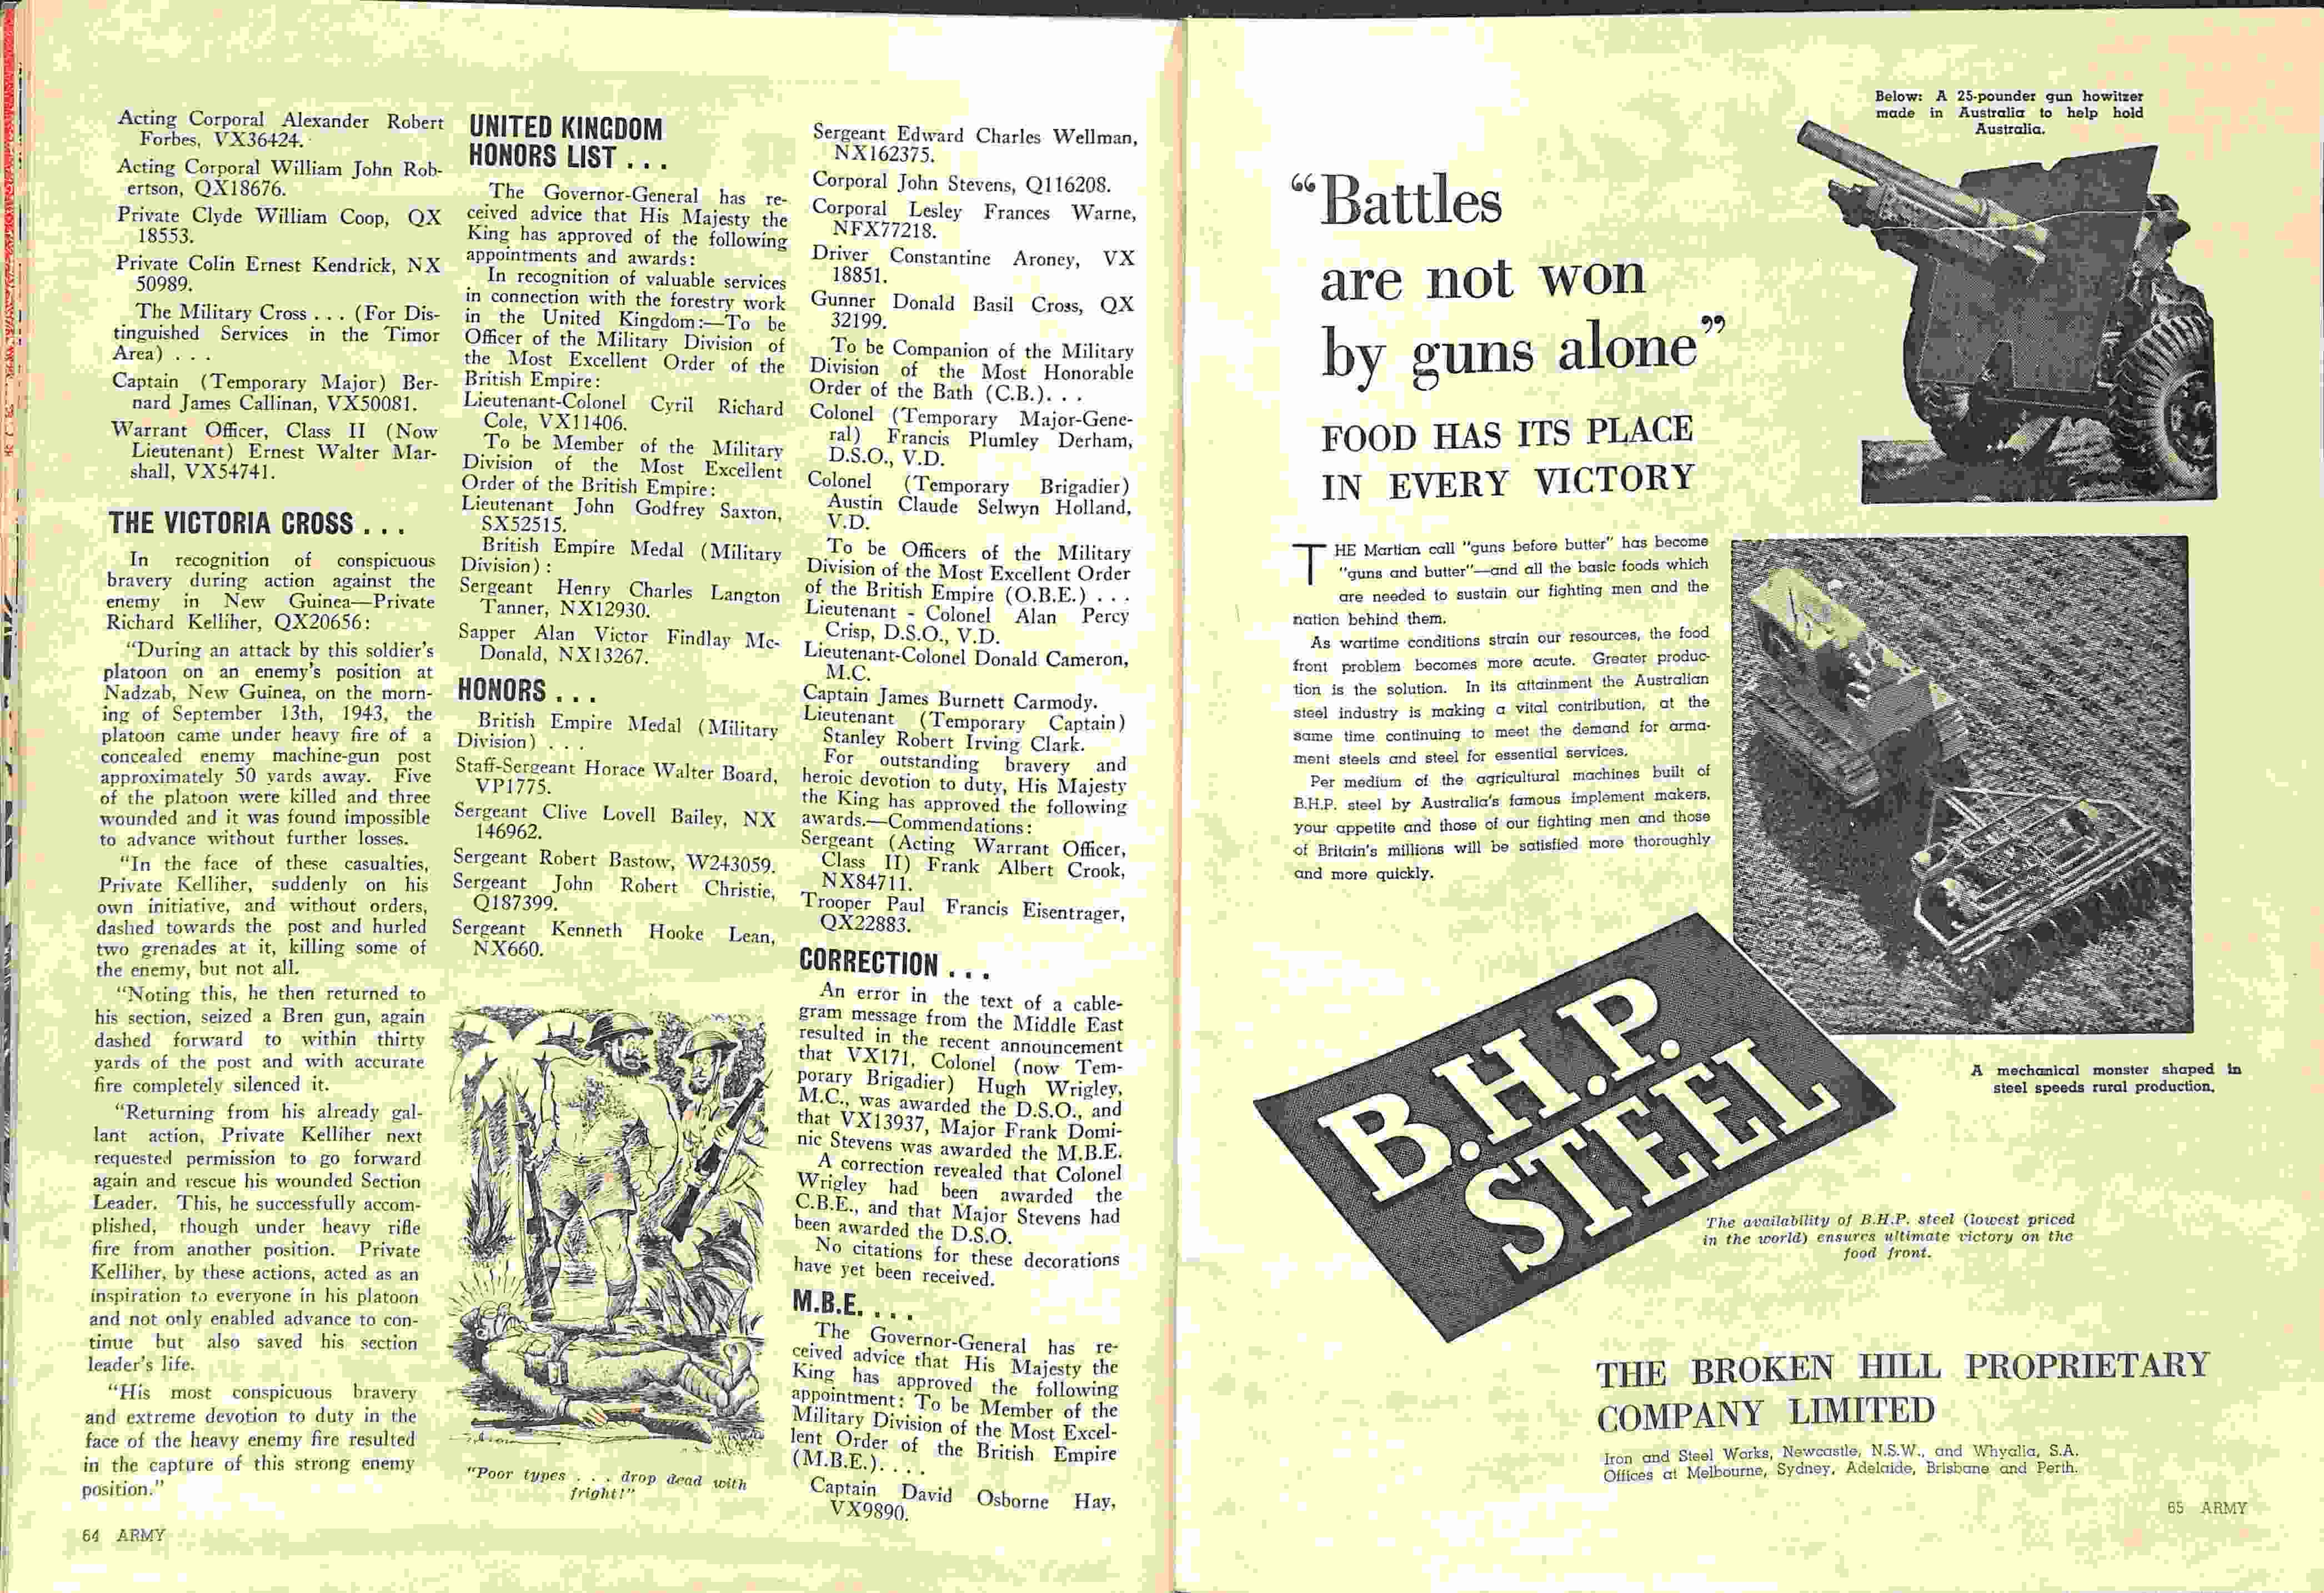 Acting Corporal Alexander Robert
Forbes, VX36424.
Acting Corporal William John Rob-
ertson, QX18676.
Private Clyde William Coop, QX
18553.
Private Colin Ernest Kendrick, NX
50989.
The Military Cross . . . (For Dis-
tinguished Services in the Timor
Area) . . .
Captain (Temporary Major) Ber-
nard James Callinan, VX50081.
Warrant Officer, Class II (Now
Lieutenant) Ernest Walter Mar-
shall, VX54741.
THE VICTORIA CROSS . . .
In recognition of conspicuous
bravery during action against the
enemy in New Guinea—Private
Richard Kelliher, QX20656:
"During an attack by this soldier's
platoon on an enemy's position at
Nadzab, New Guinea, on the morn-
ing of September 13th, 1943, the
platoon came under heavy fire of a
concealed enemy machine-gun post
approximately 50 yards away. Five
of the platoon were killed and three
wounded and it was found impossible
to advance without further losses.
"In the face of these casualties,
Private Kelliher, suddenly on his
own initiative, and without orders,
dashed towards the post and hurled
two grenades at it, killing some of
the enemy, but not all.
"Noting this, he then returned to
his section, seized a Bren gun, again
dashed forward to within thirty
yards of the post and with accurate
fire completely silenced it.
"Returning from his already gal-
lant action, Private Kelliher next
requested permission to go forward
again and rescue his wounded Section
Leader. This, he successfully accom-
plished, though under heavy rifle
fire from another position. Private
Kelliher, by these actions, acted as an
inspiration to everyone in his platoon
and not only enabled advance to con-
tinue but also saved his section
leader's life.
"His most conspicuous bravery
and extreme devotion to duty in the
face of the heavy enemy fire resulted
in the capture of this strong enemy
position."
64 ARMY
UNITED KINGDOM
HONORS LIST . . .
The Governor-General has re-
ceived advice that His Majesty the
King has approved of the following
appointments and awards:
In recognition of valuable services
in connection with the forestry work
in the United Kingdom:—To be
Officer of the Military Division of
the Most Excellent Order of the
British Empire:
Lieutenant-Colonel Cyril Richard
Cole, VX11406.
To be Member of the Military
Division of the Most Excellent
Order of the British Empire:
Lieutenant John Godfrey Saxton,
SX52515.
British Empire Medal (Military
Division) :
Sergeant Henry Charles Langton
Tanner, NX12930.
Sapper Alan Victor Findlay Mc-
Donald, NX13267.
HONORS . . .
British Empire Medal (Military
Division) . . .
Staff-Sergeant Horace Walter Board,
VP1775.
Sergeant Clive Lovell Bailey, NX
146962.
Sergeant Robert Bastow, W243059.
Sergeant John Robert Christie,
Q187399.
Sergeant Kenneth Hooke Lean,
NX660.
"Poor types . . . drop dead with
fright!"
Sergeant Edward Charles Wellman,
NX162375.
Corporal John Stevens, Q116208.
Corporal Lesley Frances Warne,
NFX77218.
Driver Constantine Aroney, VX
18851.
Gunner Donald Basil Cross, QX
32199.
To be Companion of the Military
Division of the Most Honorable
Order of the Bath (C.B.). . .
Colonel (Temporary Major-Gene-
ral) Francis Plumley Derham,
D.S.O., V.D.
Colonel (Temporary Brigadier)
Austin Claude Selwyn Holland,
V.D.
To be Officers of the Military
Division of the Most Excellent Order
of the British Empire (O.B.E.) . . .
Lieutenant - Colonel Alan Percy
Crisp, D.S.O., V.D.
Lieutenant-Colonel Donald Cameron,
M.C.
Captain James Burnett Carmody.
Lieutenant (Temporary Captain)
Stanley Robert Irving Clark.
For outstanding bravery and
heroic devotion to duty, His Majesty
the King has approved the following
awards.—Commendations:
Sergeant (Acting Warrant Officer,
Class II) Frank Albert Crook,
NX84711.
Trooper Paul Francis Eisentrager,
QX22883.
CORRECTION . . .
An error in the text of a cable-
gram message from the Middle East
resulted in the recent announcement
that VX171, Colonel (now Tem-
porary Brigadier) Hugh Wrigley,
M.C., was awarded the D.S.O., and
that VX13937, Major Frank Domi-
nic Stevens was awarded the M.B.E.
A correction revealed that Colonel
Wrigley had been awarded the
C.B.E., and that Major Stevens had
been awarded the D.S.O.
No citations for these decorations
have yet been received.
M.B.E. . . .
The Governor-General has re-
ceived advice that His Majesty the
King has approved the following
appointment: To be Member of the
Military Division of the Most Excel-
lent Order of the British Empire
(M.B.E.). . . .
Captain David Osborne Hay,
VX9890.
Below: A 25-pounder gun howitzer
made in Australia to help hold
Australia.
"Battles
are not won
by guns alone"
FOOD HAS ITS PLACE
IN EVERY VICTORY
THE Martian call "guns before butter" has become
"guns and butter"—and all the basic foods which
are needed to sustain our fighting men and the
nation behind them.
As wartime conditions strain our resources, the food
front problem becomes more acute. Greater produc-
tion is the solution. In its attainment the Australian
steel industry is making a vital contribution, at the
same time continuing to meet the demand for arma-
ment steels and steel for essential services.
Per medium of the agricultural machines built of
B.H.P. steel by Australia's famous implement makers,
your appetite and those of our fighting men and those
of Britain's millions will be satisfied more thoroughly
and more quickly.
A mechanical monster shaped in
steel speeds rural production.
B.H.P.
STEEL
The availability of B.H.P. steel (lowest priced
in the world) ensures ultimate victory on the
food front.
THE BROKEN HILL PROPRIETARY
COMPANY LIMITED
Iron and Steel Works, Newcastle, N.S.W., and Whyalla, S.A.
Offices at Melbourne, Sydney, Adelaide, Brisbane and Perth.
65 ARMY